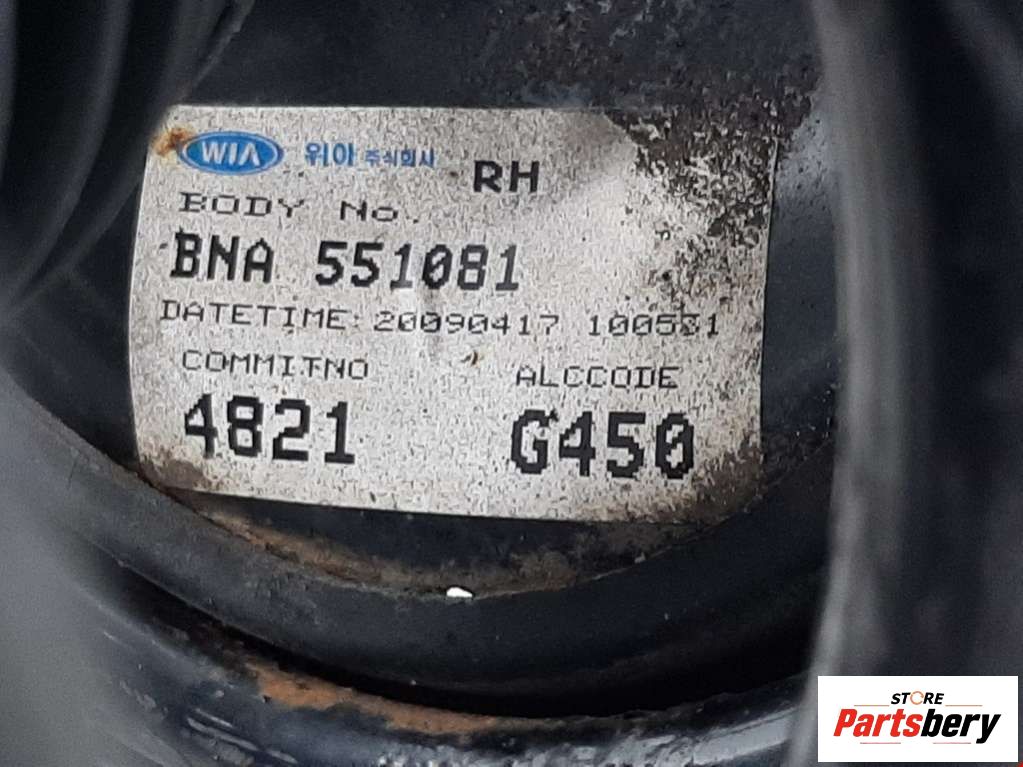 WIA 위아 주식회사 RH
BODY No.
BNA 551081
DATETIME: 20090417 100531
COMMITNO ALCCODE
4821 G450
STORE
Partsbery